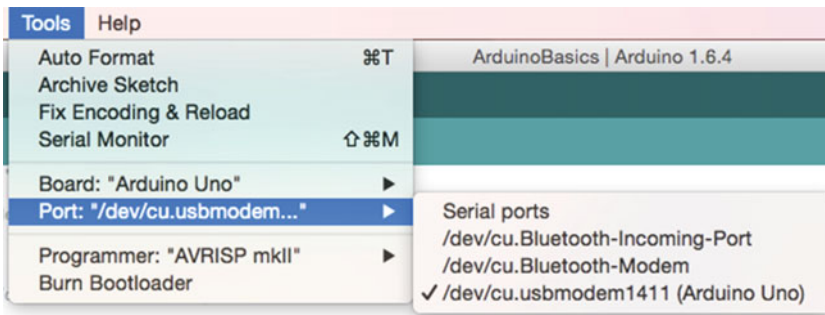 Tools Help
ArduinoBasics | Arduino 1.6.4
Auto Format ⌘T
Archive Sketch
Fix Encoding & Reload
Serial Monitor ⇧⌘M
Board: "Arduino Uno" ▶
Port: "/dev/cu.usbmodem..." ▶
Programmer: "AVRISP mkII" ▶
Burn Bootloader
Serial ports
/dev/cu.Bluetooth-Incoming-Port
/dev/cu.Bluetooth-Modem
✓ /dev/cu.usbmodem1411 (Arduino Uno)